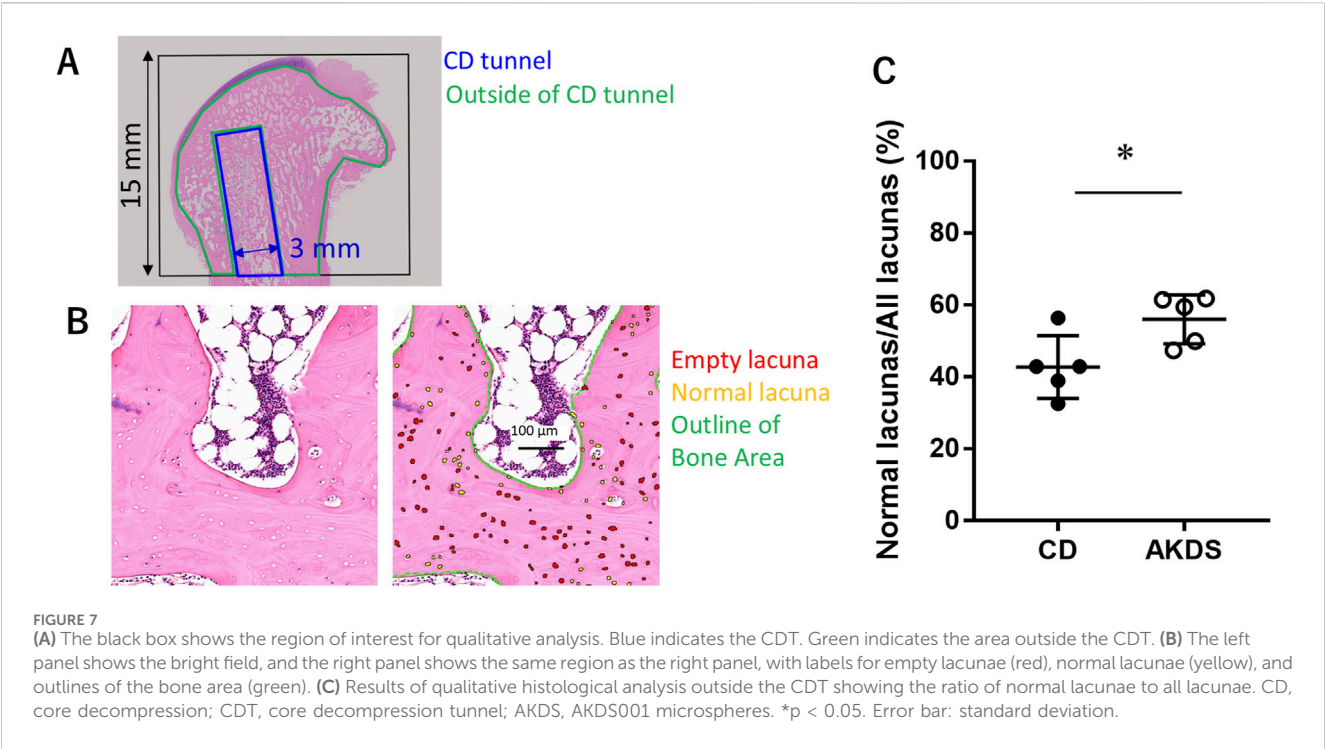 A
CD tunnel
Outside of CD tunnel
15 mm
3 mm
B
100 μm
Empty lacuna
Normal lacuna
Outline of
Bone Area
C
Normal lacunas/All lacunas (%)
*
100
80
60
40
20
0
CD AKDS
FIGURE 7
(A) The black box shows the region of interest for qualitative analysis. Blue indicates the CDT. Green indicates the area outside the CDT. (B) The left
panel shows the bright field, and the right panel shows the same region as the right panel, with labels for empty lacunae (red), normal lacunae (yellow), and
outlines of the bone area (green). (C) Results of qualitative histological analysis outside the CDT showing the ratio of normal lacunae to all lacunae. CD,
core decompression; CDT, core decompression tunnel; AKDS, AKDS001 microspheres. *p < 0.05. Error bar: standard deviation.